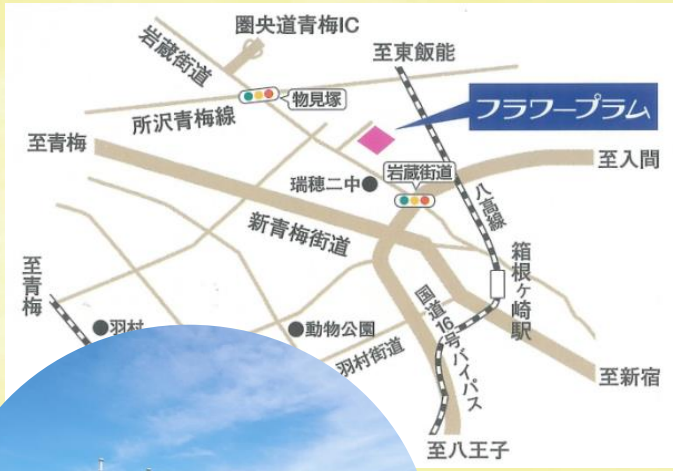 圏央道青梅IC
岩蔵街道
至東飯能
物見塚
フラワープラム
所沢青梅線
至青梅
至入間
岩蔵街道
瑞穂二中
八高線
新青梅街道
箱根ヶ崎駅
至青梅
国道16号バイパス
羽村
動物公園
羽村街道
至新宿
至八王子